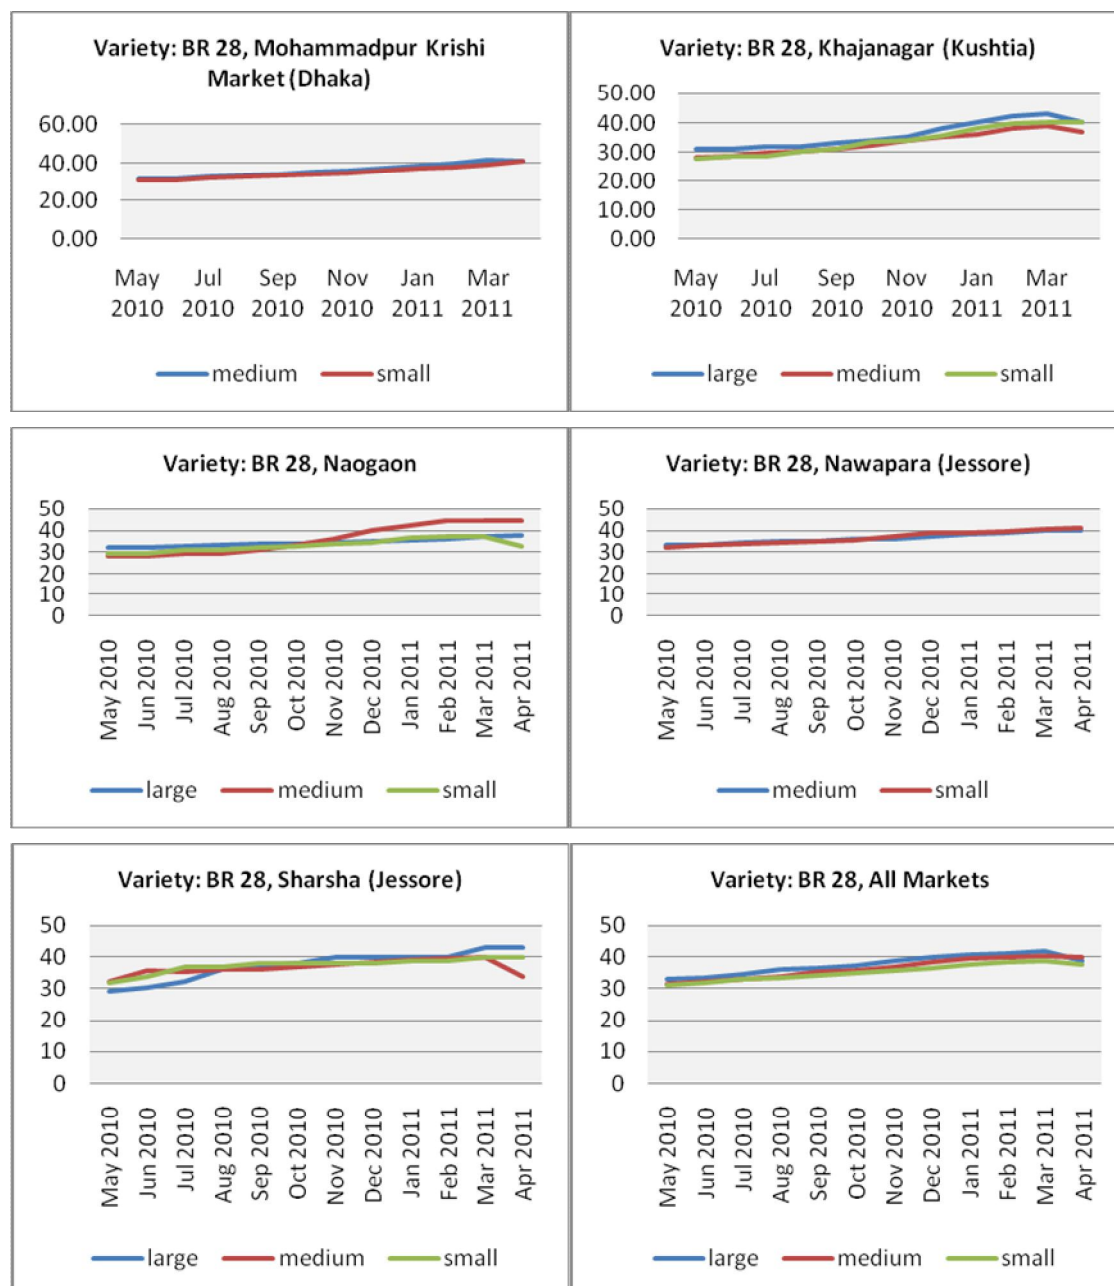 Variety: BR 28, Mohammadpur Krishi
Market (Dhaka)
60.00
40.00
20.00
0.00
May Jul Sep Nov Jan Mar
2010 2010 2010 2010 2011 2011
medium small
Variety: BR 28, Khajanagar (Kushtia)
50.00
40.00
30.00
20.00
10.00
0.00
May Jul Sep Nov Jan Mar
2010 2010 2010 2010 2011 2011
large medium small
Variety: BR 28, Naogaon
50
40
30
20
10
0
May 2010
Jun 2010
Jul 2010
Aug 2010
Sep 2010
Oct 2010
Nov 2010
Dec 2010
Jan 2011
Feb 2011
Mar 2011
Apr 2011
large medium small
Variety: BR 28, Nawapara (Jessore)
50
40
30
20
10
0
May 2010
Jun 2010
Jul 2010
Aug 2010
Sep 2010
Oct 2010
Nov 2010
Dec 2010
Jan 2011
Feb 2011
Mar 2011
Apr 2011
medium small
Variety: BR 28, Sharsha (Jessore)
50
40
30
20
10
0
May 2010
Jun 2010
Jul 2010
Aug 2010
Sep 2010
Oct 2010
Nov 2010
Dec 2010
Jan 2011
Feb 2011
Mar 2011
Apr 2011
large medium small
Variety: BR 28, All Markets
50
40
30
20
10
0
May 2010
Jun 2010
Jul 2010
Aug 2010
Sep 2010
Oct 2010
Nov 2010
Dec 2010
Jan 2011
Feb 2011
Mar 2011
Apr 2011
large medium small